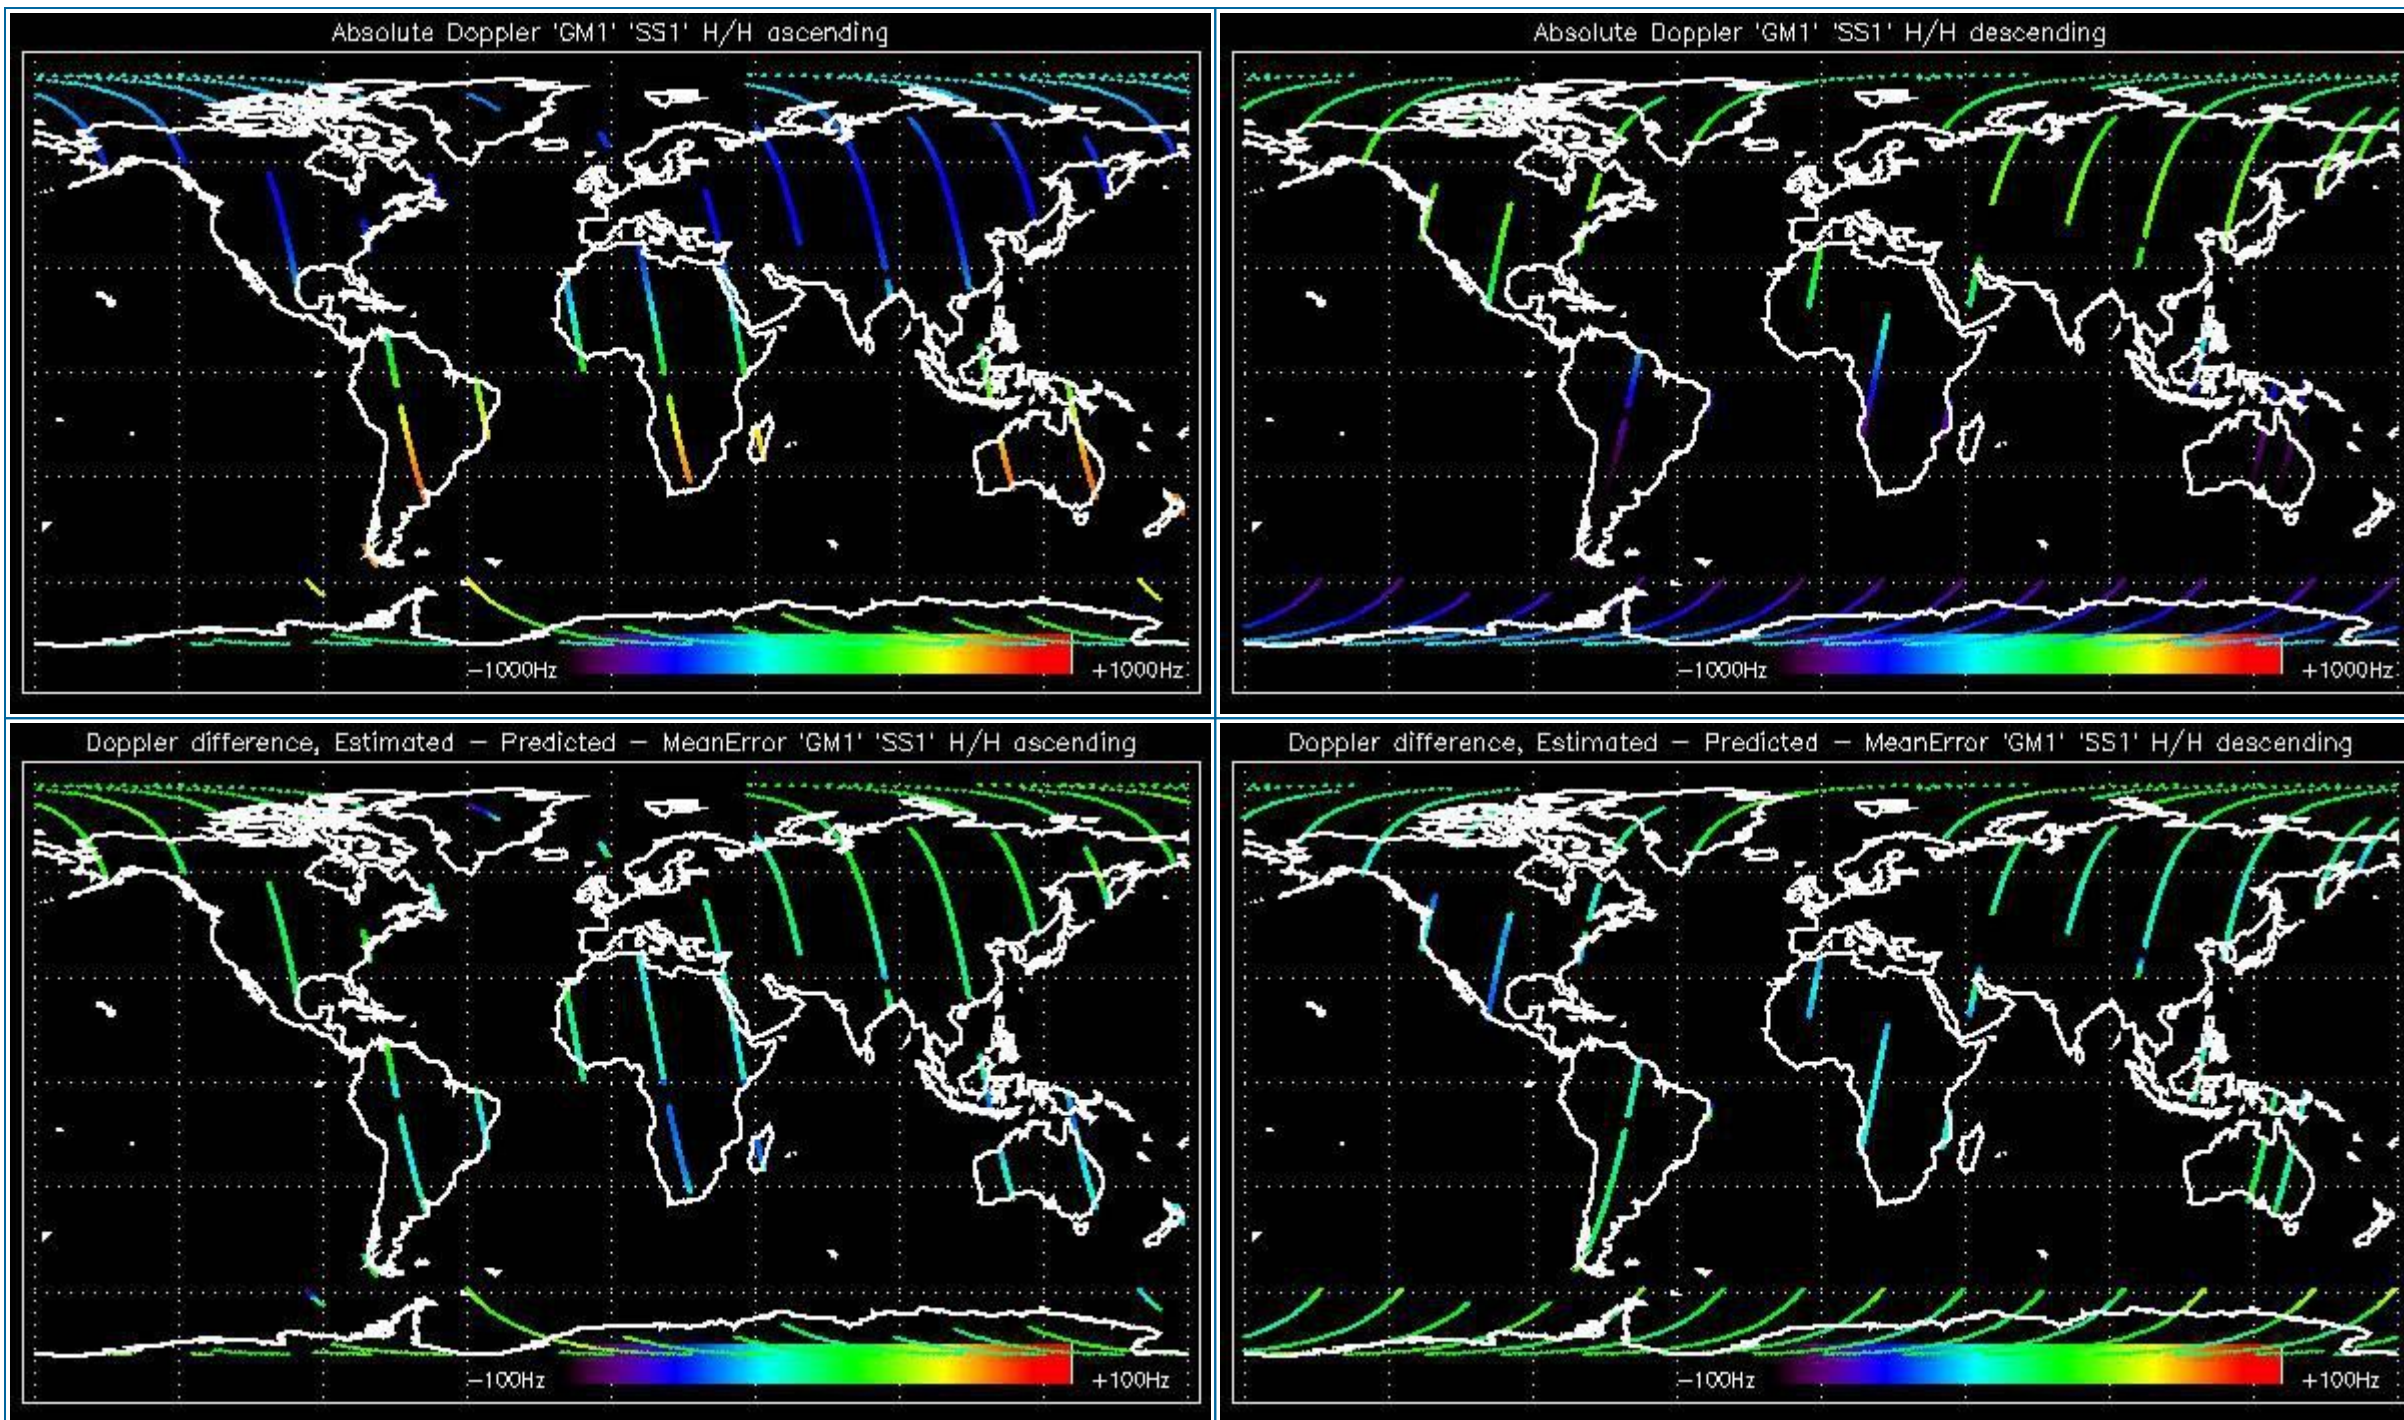 Absolute Doppler 'GM1' 'SS1' H/H ascending
-1000Hz
+1000Hz
Absolute Doppler 'GM1' 'SS1' H/H descending
-1000Hz
+1000Hz
Doppler difference, Estimated - Predicted - MeanError 'GM1' 'SS1' H/H ascending
-100Hz
+100Hz
Doppler difference, Estimated - Predicted - MeanError 'GM1' 'SS1' H/H descending
-100Hz
+100Hz